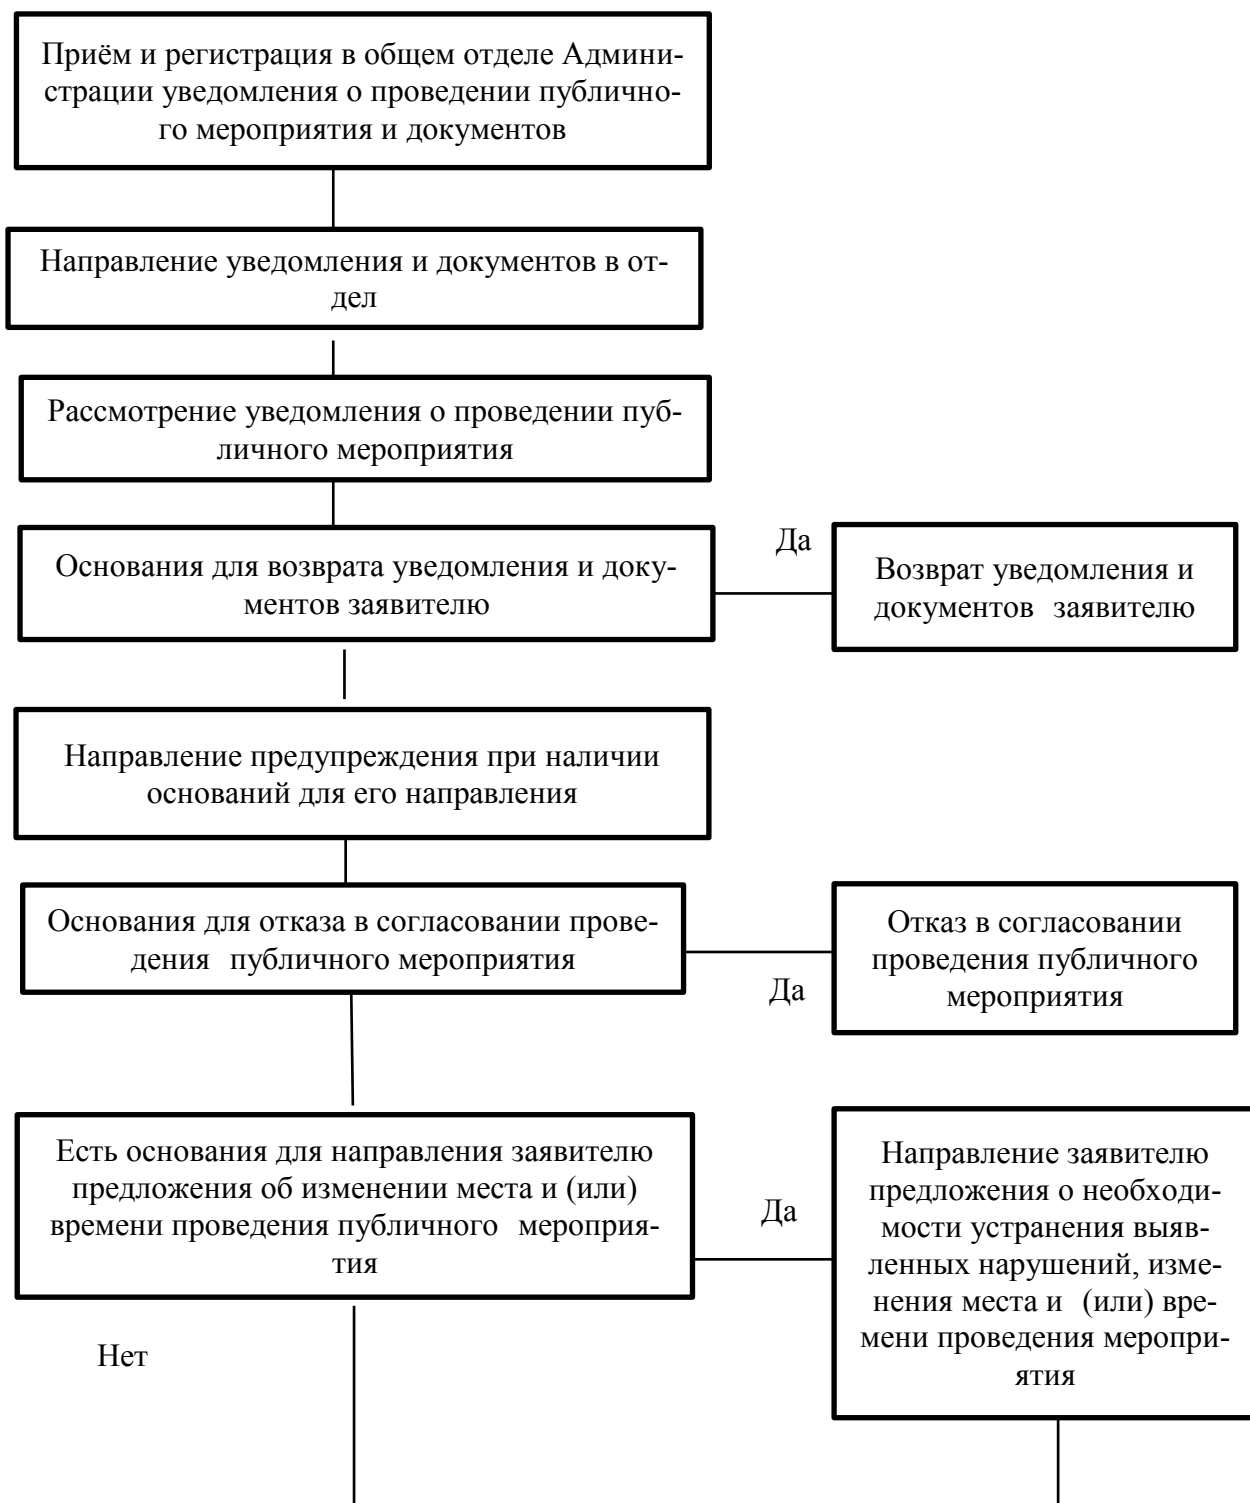 Приём и регистрация в общем отделе Админи-
страции уведомления о проведении публично-
го мероприятия и документов
Направление уведомления и документов в от-
дел
Рассмотрение уведомления о проведении пуб-
личного мероприятия
Основания для возврата уведомления и доку-
ментов заявителю
Да
Возврат уведомления и
документов заявителю
Направление предупреждения при наличии
оснований для его направления
Основания для отказа в согласовании прове-
дения публичного мероприятия
Да
Отказ в согласовании
проведения публичного
мероприятия
Есть основания для направления заявителю
предложения об изменении места и (или)
времени проведения публичного мероприя-
тия
Да
Направление заявителю
предложения о необходи-
мости устранения выяв-
ленных нарушений, изме-
нения места и (или) вре-
мени проведения меропри-
ятия
Нет